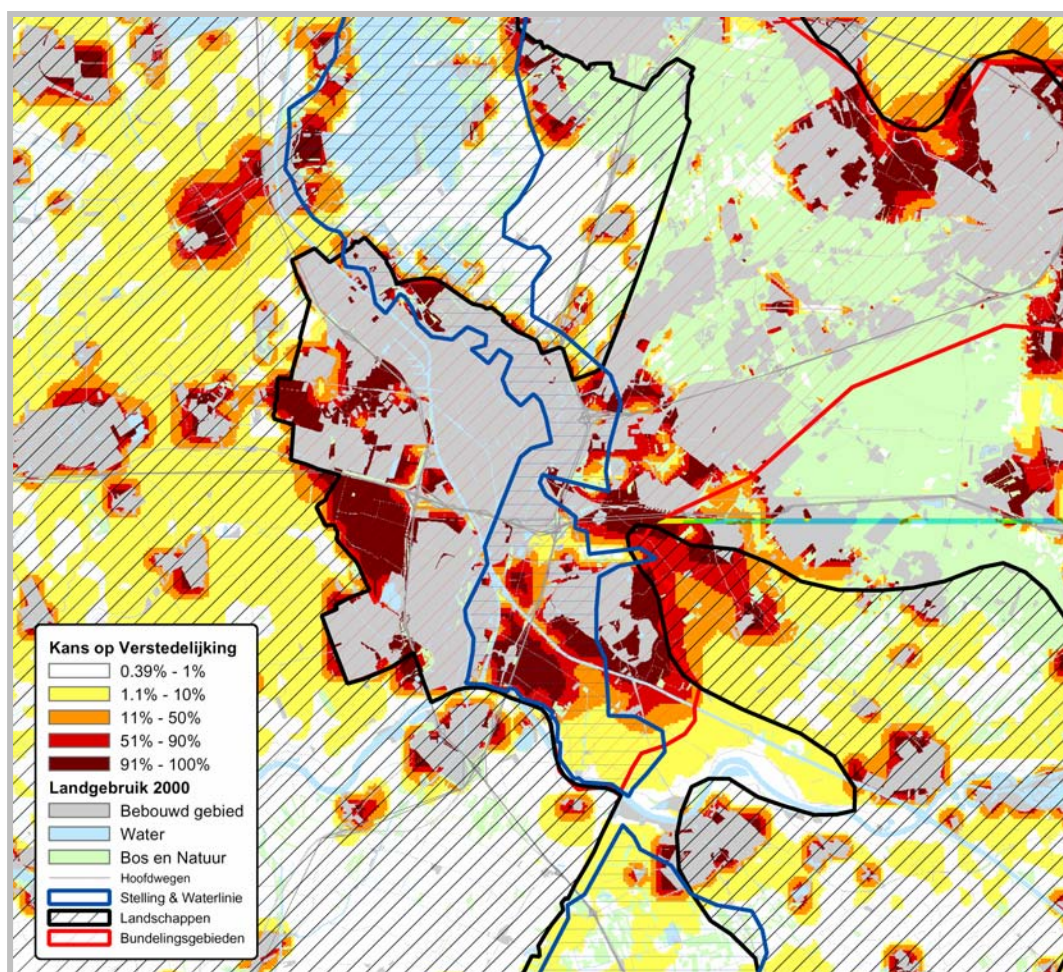 Kans op Verstedelijking
0.39% - 1%
1.1% - 10%
11% - 50%
51% - 90%
91% - 100%
Landgebruik 2000
Bebouwd gebied
Water
Bos en Natuur
Hoofdwegen
Stelling & Waterlinie
Landschappen
Bundelingsgebieden